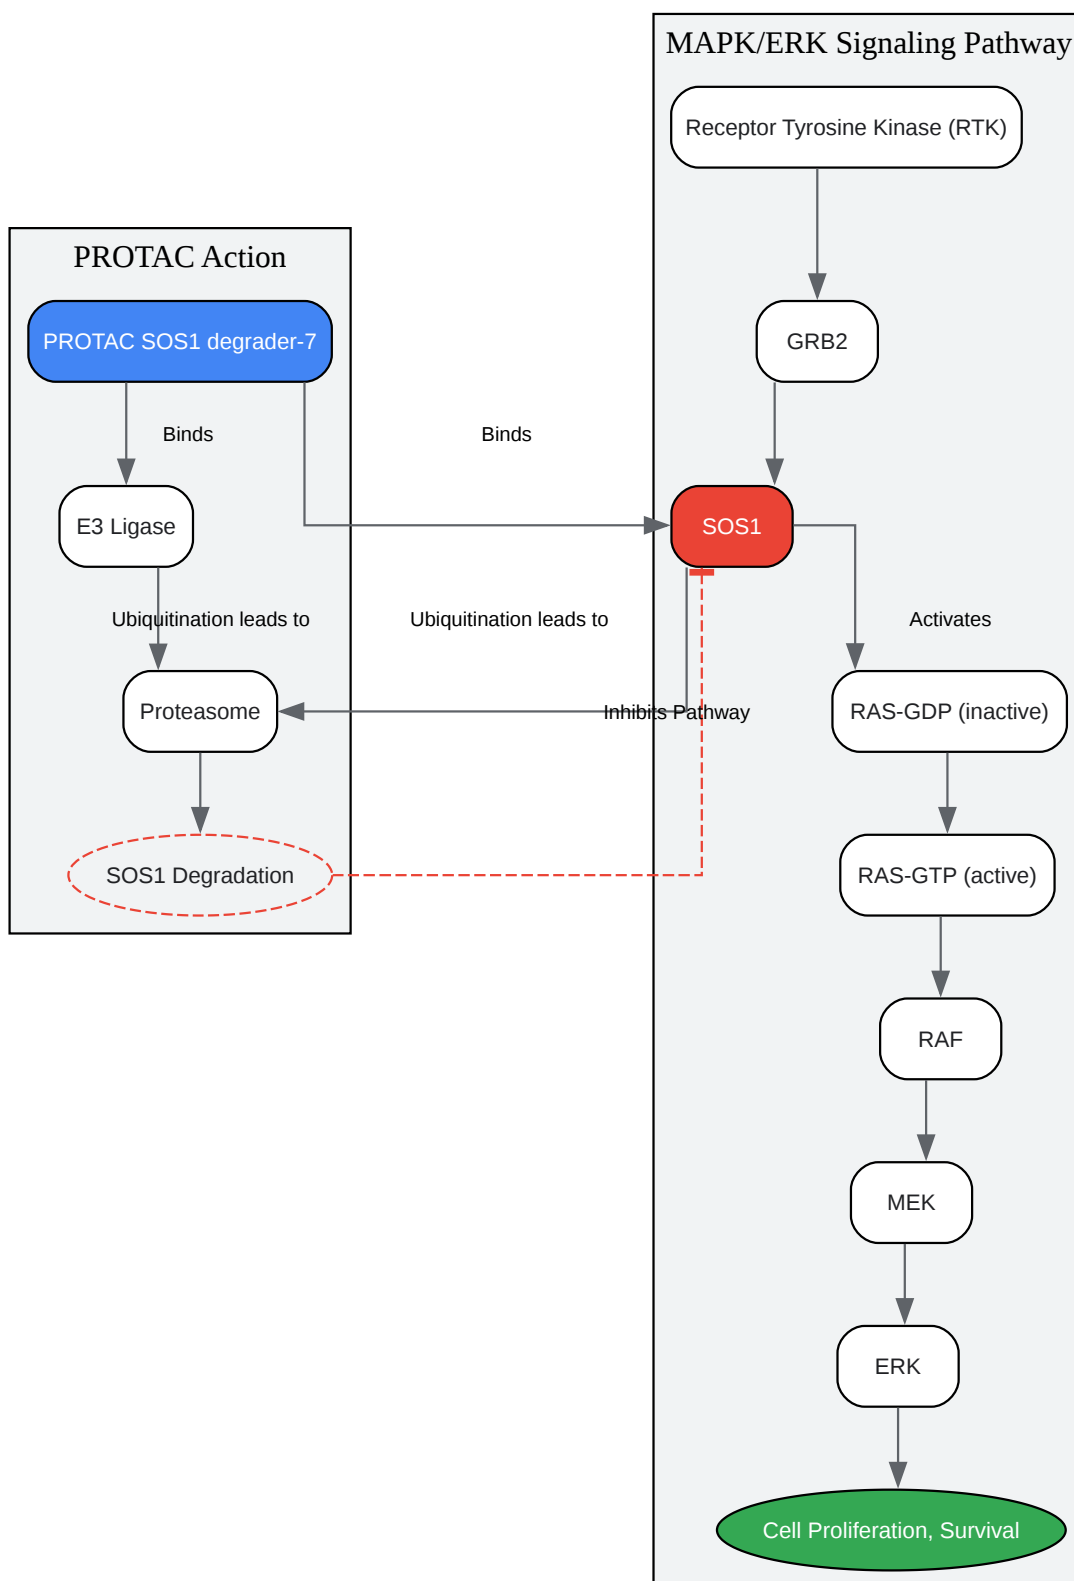 MAPK/ERK Signaling Pathway
Receptor Tyrosine Kinase (RTK)
PROTAC Action
PROTAC SOS1 degrader-7
GRB2
Binds
Binds
E3 Ligase
SOS1
Ubiquitination leads to
Ubiquitination leads to
Activates
Proteasome
Inhibits Pathway
RAS-GDP (inactive)
SOS1 Degradation
RAS-GTP (active)
RAF
MEK
ERK
Cell Proliferation, Survival